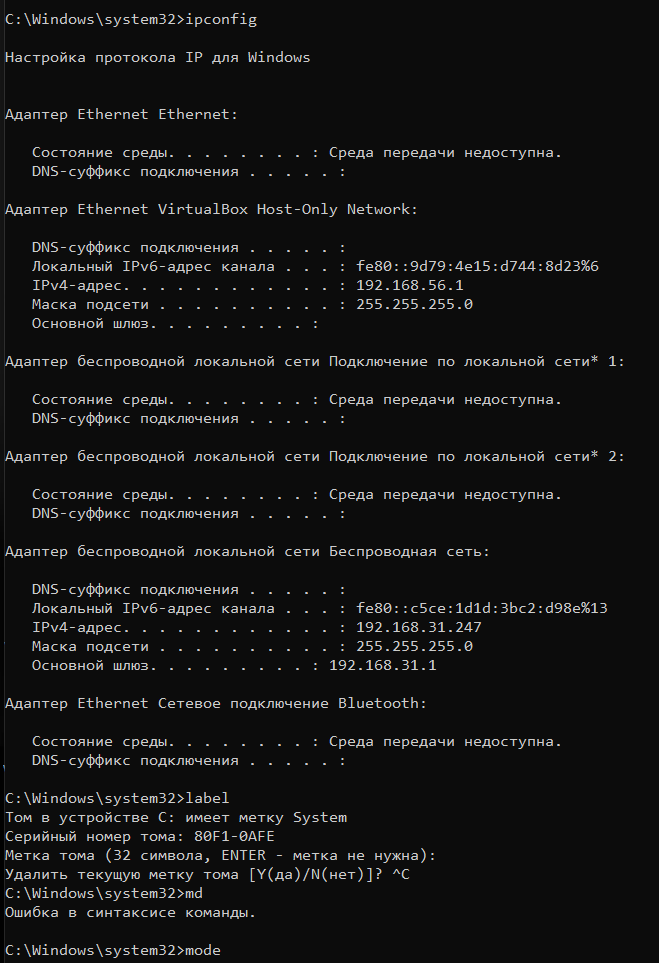 C:\Windows\system32>ipconfig
Настройка протокола IP для Windows
Адаптер Ethernet Ethernet:
Состояние среды. . . . . . . . : Среда передачи недоступна.
DNS-суффикс подключения . . . . . :
Адаптер Ethernet VirtualBox Host-Only Network:
DNS-суффикс подключения . . . . . :
Локальный IPv6-адрес канала . . . : fe80::9d79:4e15:d744:8d23%6
IPv4-адрес. . . . . . . . . . . . : 192.168.56.1
Маска подсети . . . . . . . . . . : 255.255.255.0
Основной шлюз. . . . . . . . . :
Адаптер беспроводной локальной сети Подключение по локальной сети* 1:
Состояние среды. . . . . . . . : Среда передачи недоступна.
DNS-суффикс подключения . . . . . :
Адаптер беспроводной локальной сети Подключение по локальной сети* 2:
Состояние среды. . . . . . . . : Среда передачи недоступна.
DNS-суффикс подключения . . . . . :
Адаптер беспроводной локальной сети Беспроводная сеть:
DNS-суффикс подключения . . . . . :
Локальный IPv6-адрес канала . . . : fe80::c5ce:1d1d:3bc2:d98e%13
IPv4-адрес. . . . . . . . . . . . : 192.168.31.247
Маска подсети . . . . . . . . . . : 255.255.255.0
Основной шлюз. . . . . . . . . : 192.168.31.1
Адаптер Ethernet Сетевое подключение Bluetooth:
Состояние среды. . . . . . . . : Среда передачи недоступна.
DNS-суффикс подключения . . . . . :
C:\Windows\system32>label
Том в устройстве C: имеет метку System
Серийный номер тома: 80F1-0AFE
Метка тома (32 символа, ENTER - метка не нужна):
Удалить текущую метку тома [Y(да)/N(нет)]? ^C
C:\Windows\system32>md
Ошибка в синтаксисе команды.
C:\Windows\system32>mode